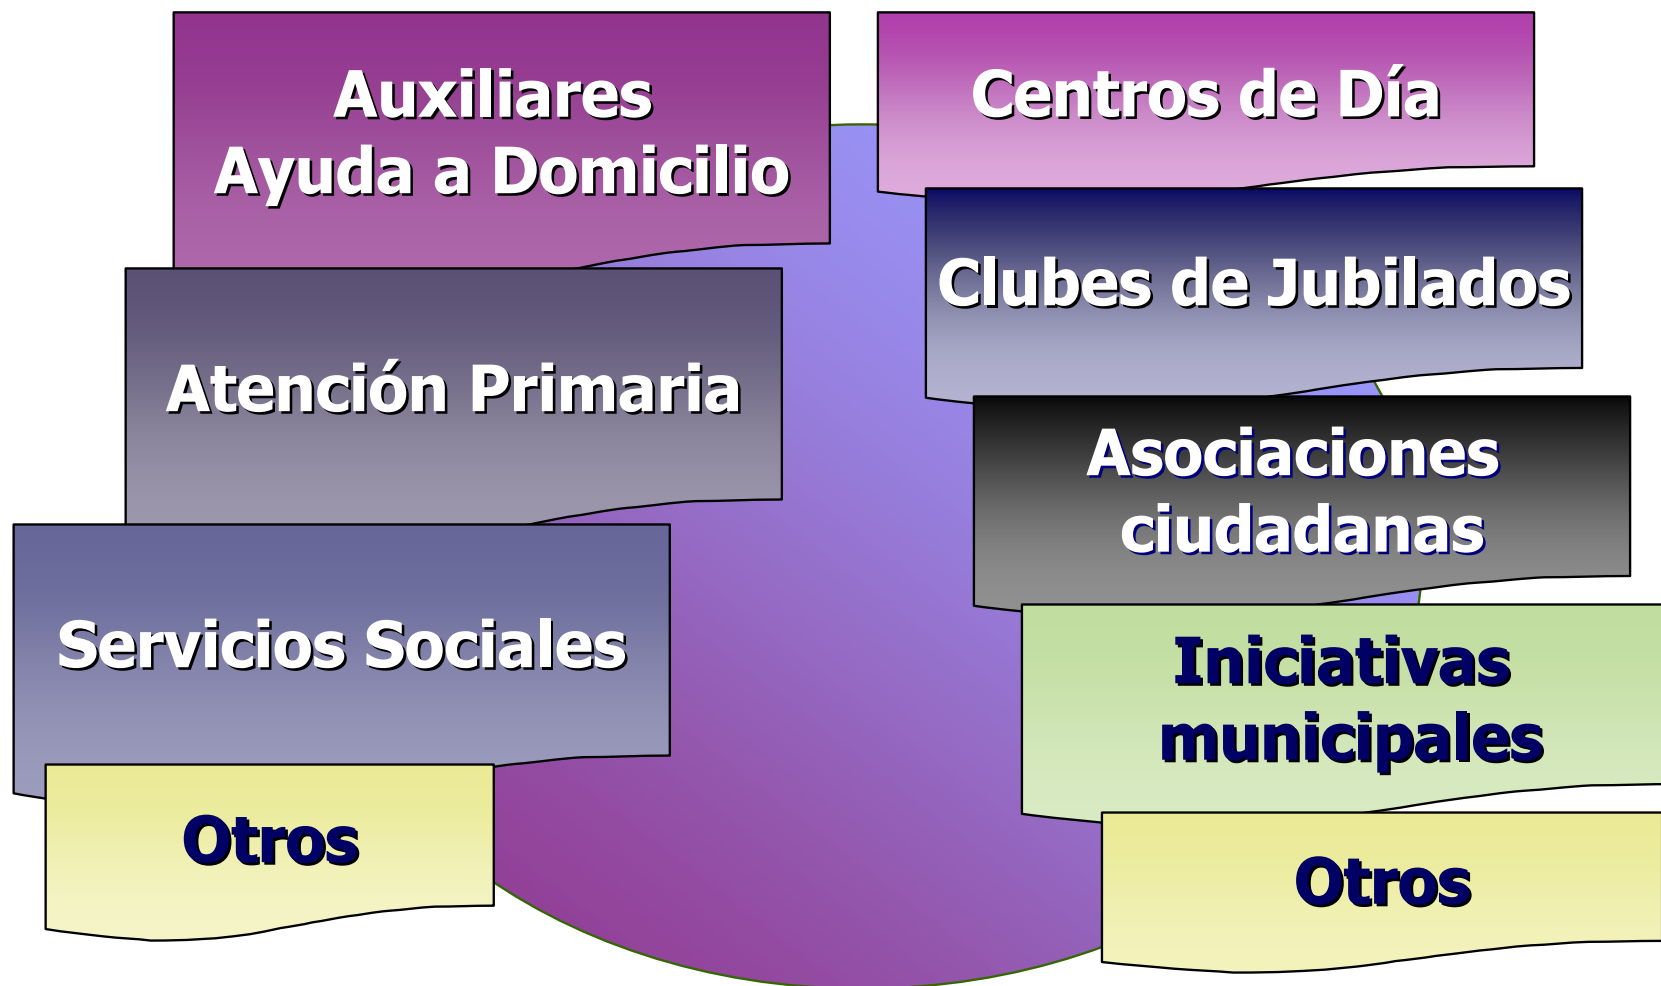 Auxiliares
Ayuda a Domicilio
Atención Primaria
Servicios Sociales
Otros
Centros de Día
Clubes de Jubilados
Asociaciones
ciudadanas
Iniciativas
municipales
Otros